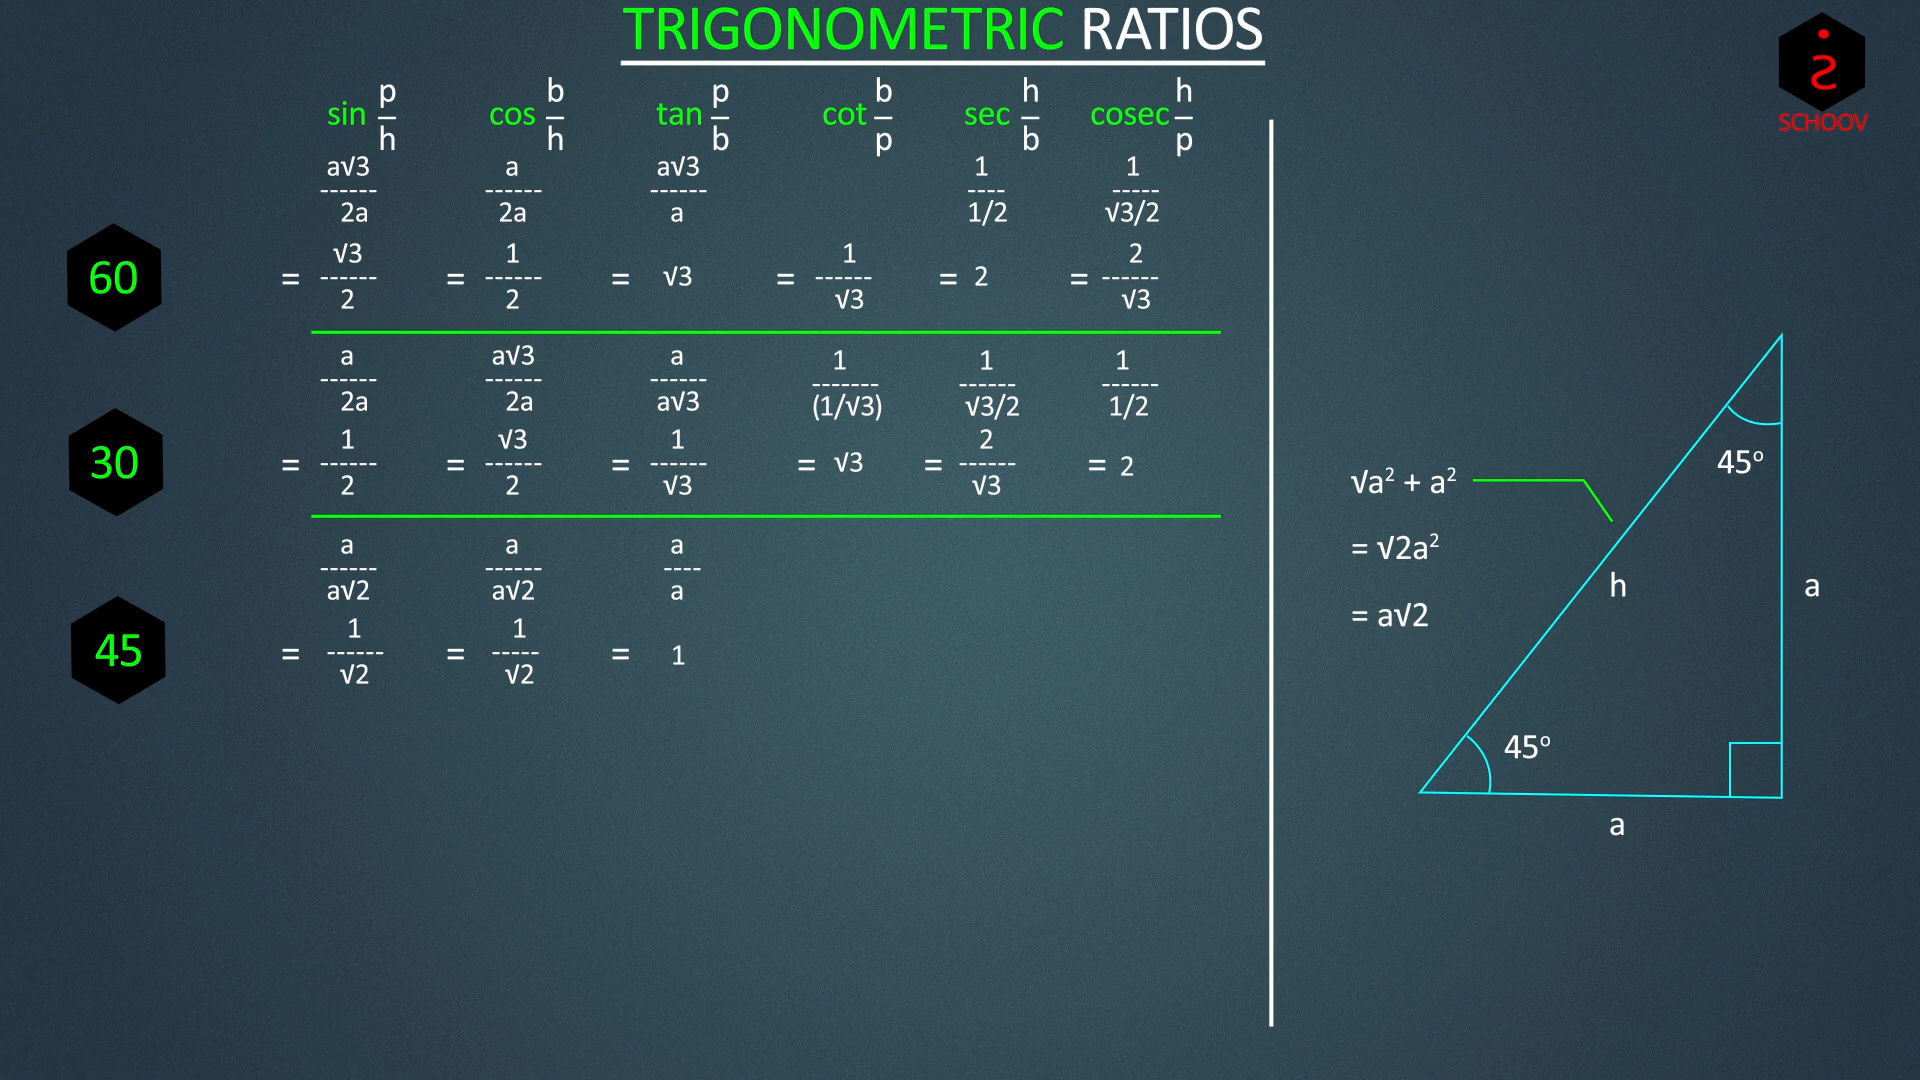 TRIGONOMETRIC RATIOS
SCHOOV
sin p/h cos b/h tan p/b cot b/p sec h/b cosec h/p
a√3 a a√3 1 1
------ ------ ------ ---- -----
2a 2a a 1/2 √3/2
√3 1 1 2
60 = ------ = ------ = √3 = ------ = 2 = ------
2 2 √3 √3
a a√3 a 1 1 1
------ ------ ------ ------- ------ ------
2a 2a a√3 (1/√3) √3/2 1/2
1 √3 1 2
30 = ------ = ------ = ------ = √3 = ------ = 2
2 2 √3 √3
a a a
------ ------ ----
a√2 a√2 a
1 1
45 = ------ = ----- = 1
√2 √2
45º
√a² + a²
= √2a²
h a
= a√2
45º
a